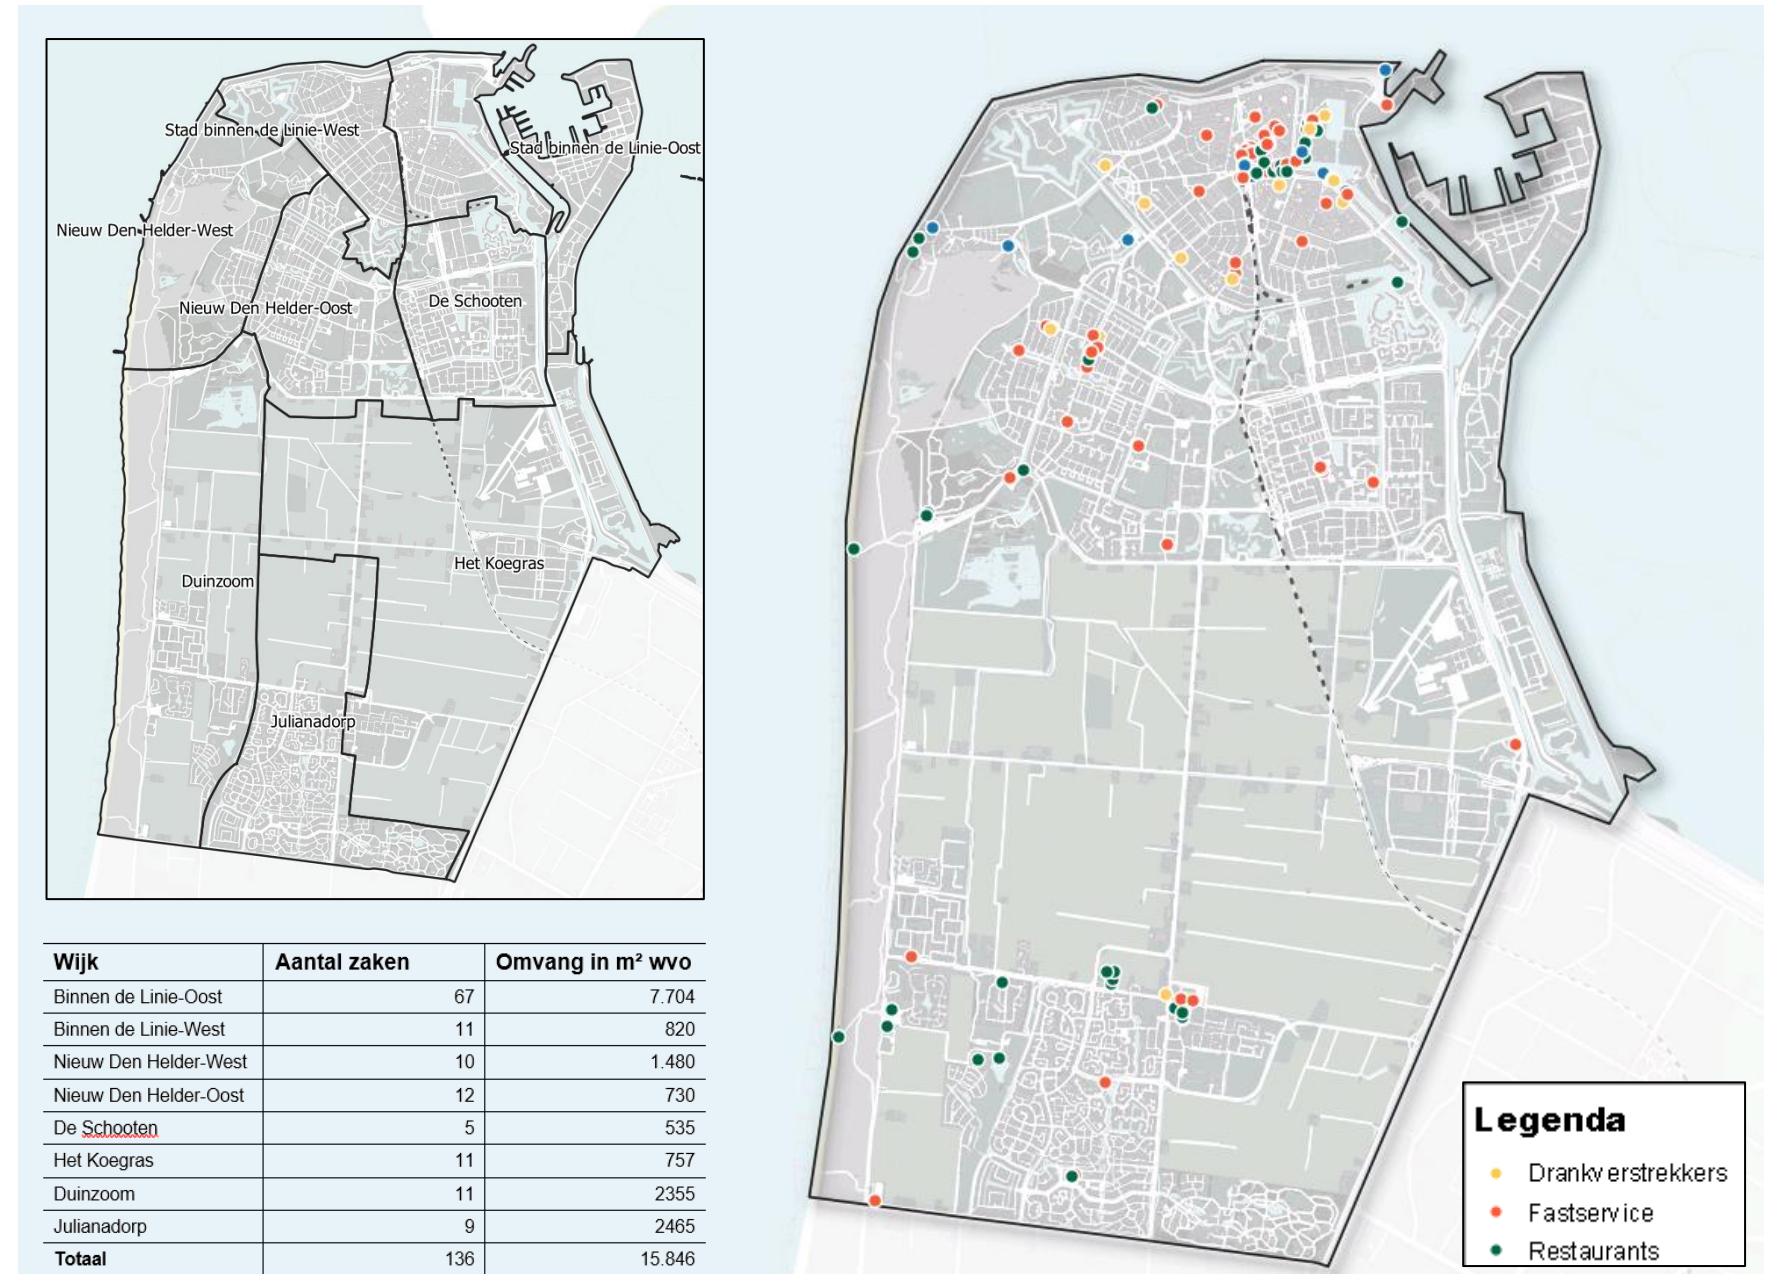 Stad binnen de Linie-West
Stad binnen de Linie-Oost
Nieuw Den Helder-West
Nieuw Den Helder-Oost
De Schooten
Duinzoom
Het Koegras
Julianadorp
Wijk Aantal zaken Omvang in m² wvo
Binnen de Linie-Oost 67 7.704
Binnen de Linie-West 11 820
Nieuw Den Helder-West 10 1.480
Nieuw Den Helder-Oost 12 730
De Schooten 5 535
Het Koegras 11 757
Duinzoom 11 2355
Julianadorp 9 2465
Totaal 136 15.846
Legenda
Drankverstrekkers
Fastservice
Restaurants